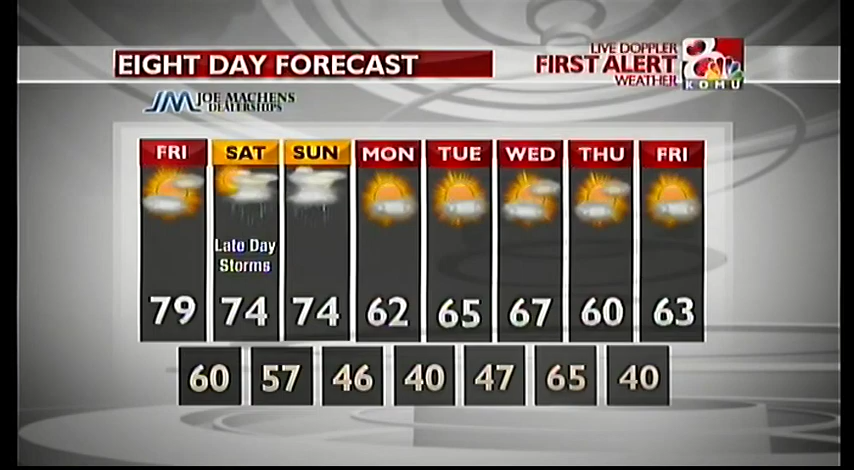 EIGHT DAY FORECAST
LIVE DOPPLER
FIRST ALERT
WEATHER
8
KOMU
JM JOE MACHENS
DEALERSHIPS
FRI SAT SUN MON TUE WED THU FRI
Late Day
Storms
79 74 74 62 65 67 60 63
60 57 46 40 47 65 40